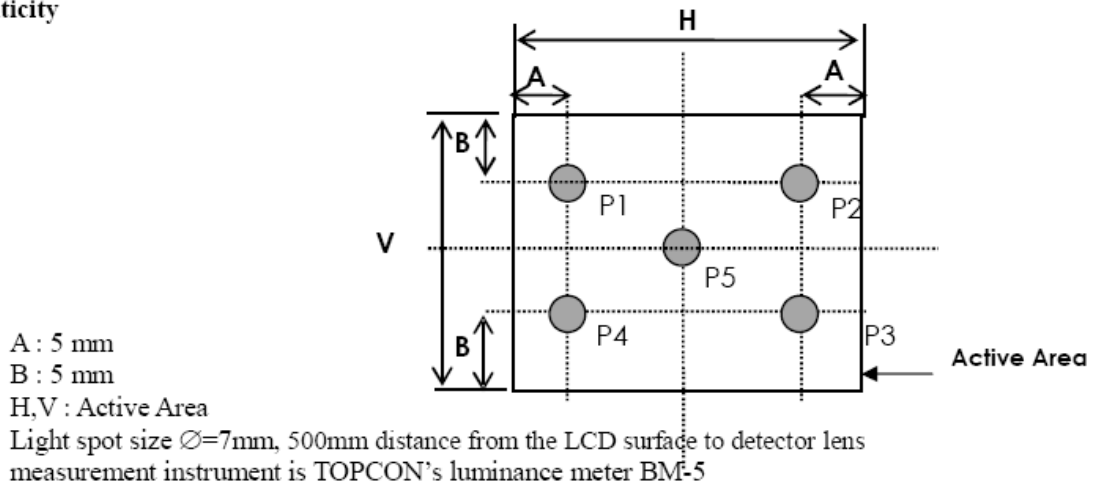 ticity
H
A
A
B
P1
P2
V
P5
B
P4
P3
Active Area
A : 5 mm
B : 5 mm
H,V : Active Area
Light spot size ∅=7mm, 500mm distance from the LCD surface to detector lens
measurement instrument is TOPCON’s luminance meter BM-5